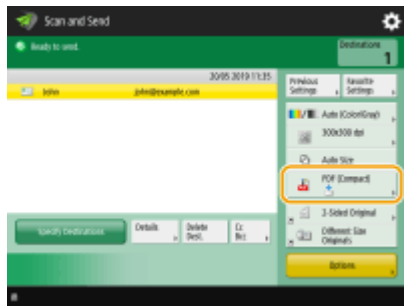 Scan and Send
Ready to send.
Destinations
1
30/05 2019 11:35
John
john@example.com
Previous Settings
Favorite Settings
Auto (Color/Gray)
300x300 dpi
Auto Size
PDF (Compact)
2-Sided Original
Different Size Originals
Specify Destinations
Details
Delete Dest.
Cc Bcc
Options